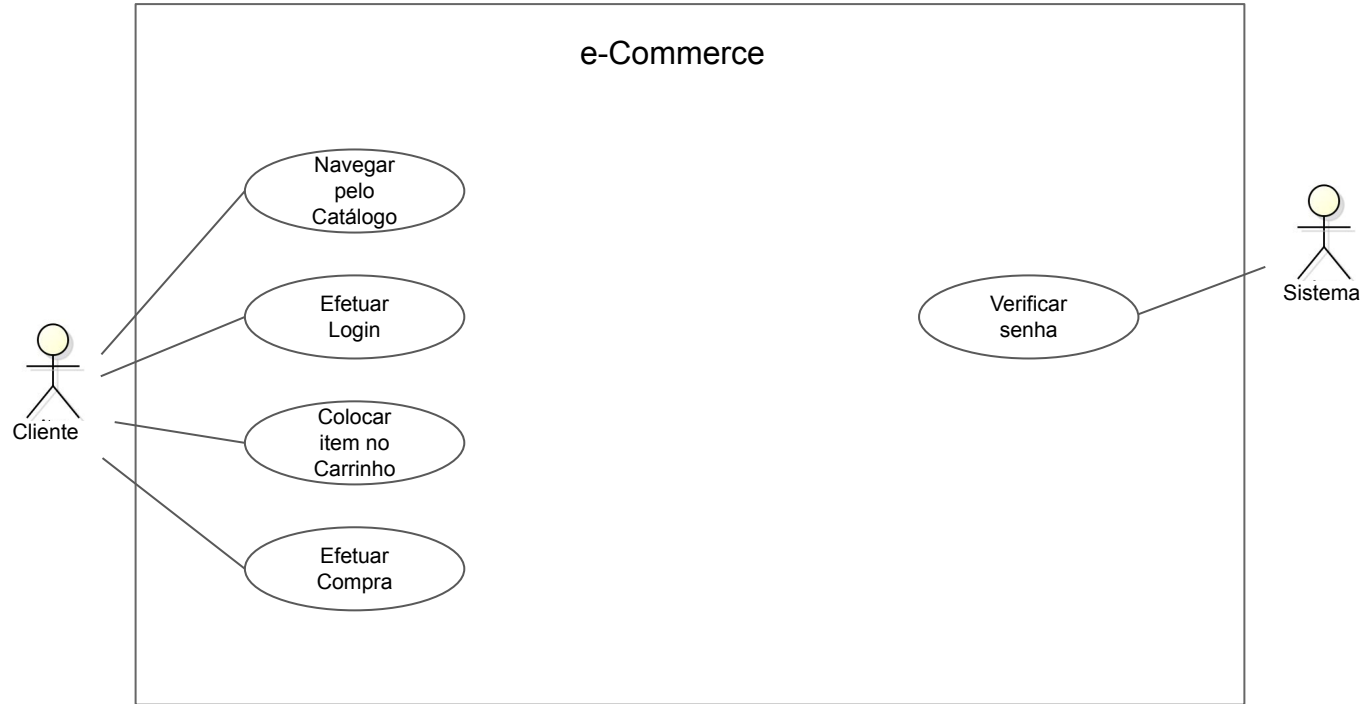 e-Commerce
Navegar
pelo
Catálogo
Efetuar
Login
Colocar
item no
Carrinho
Efetuar
Compra
Verificar
senha
Cliente
Sistema